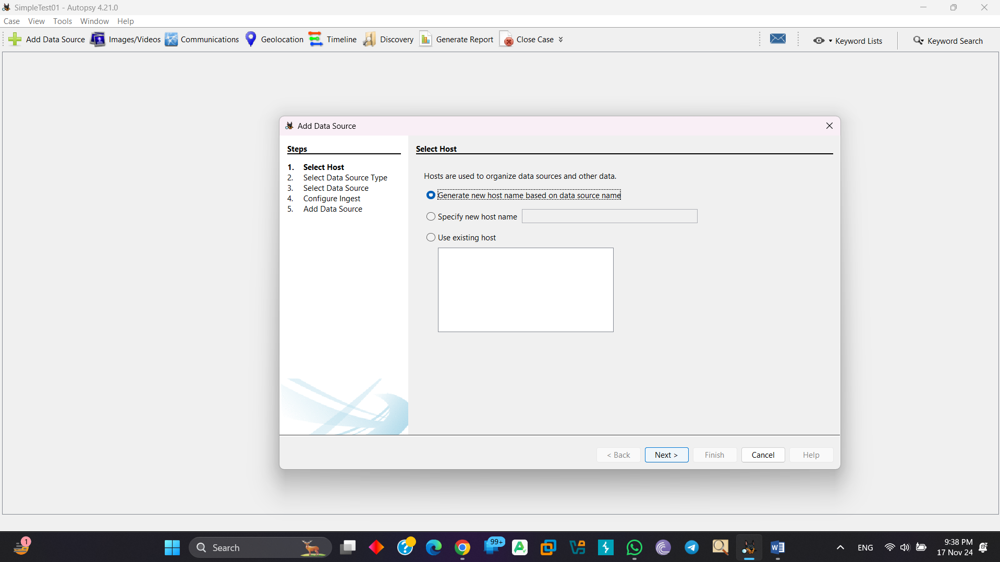 SimpleTest01 - Autopsy 4.21.0
Case View Tools Window Help
Add Data Source Images/Videos Communications Geolocation Timeline Discovery Generate Report Close Case Keyword Lists Keyword Search
Add Data Source
Steps
1. Select Host
2. Select Data Source Type
3. Select Data Source
4. Configure Ingest
5. Add Data Source
Select Host
Hosts are used to organize data sources and other data.
Generate new host name based on data source name
Specify new host name
Use existing host
< Back Next > Finish Cancel Help
1
Search
99+
ENG
9:38 PM
17 Nov 24